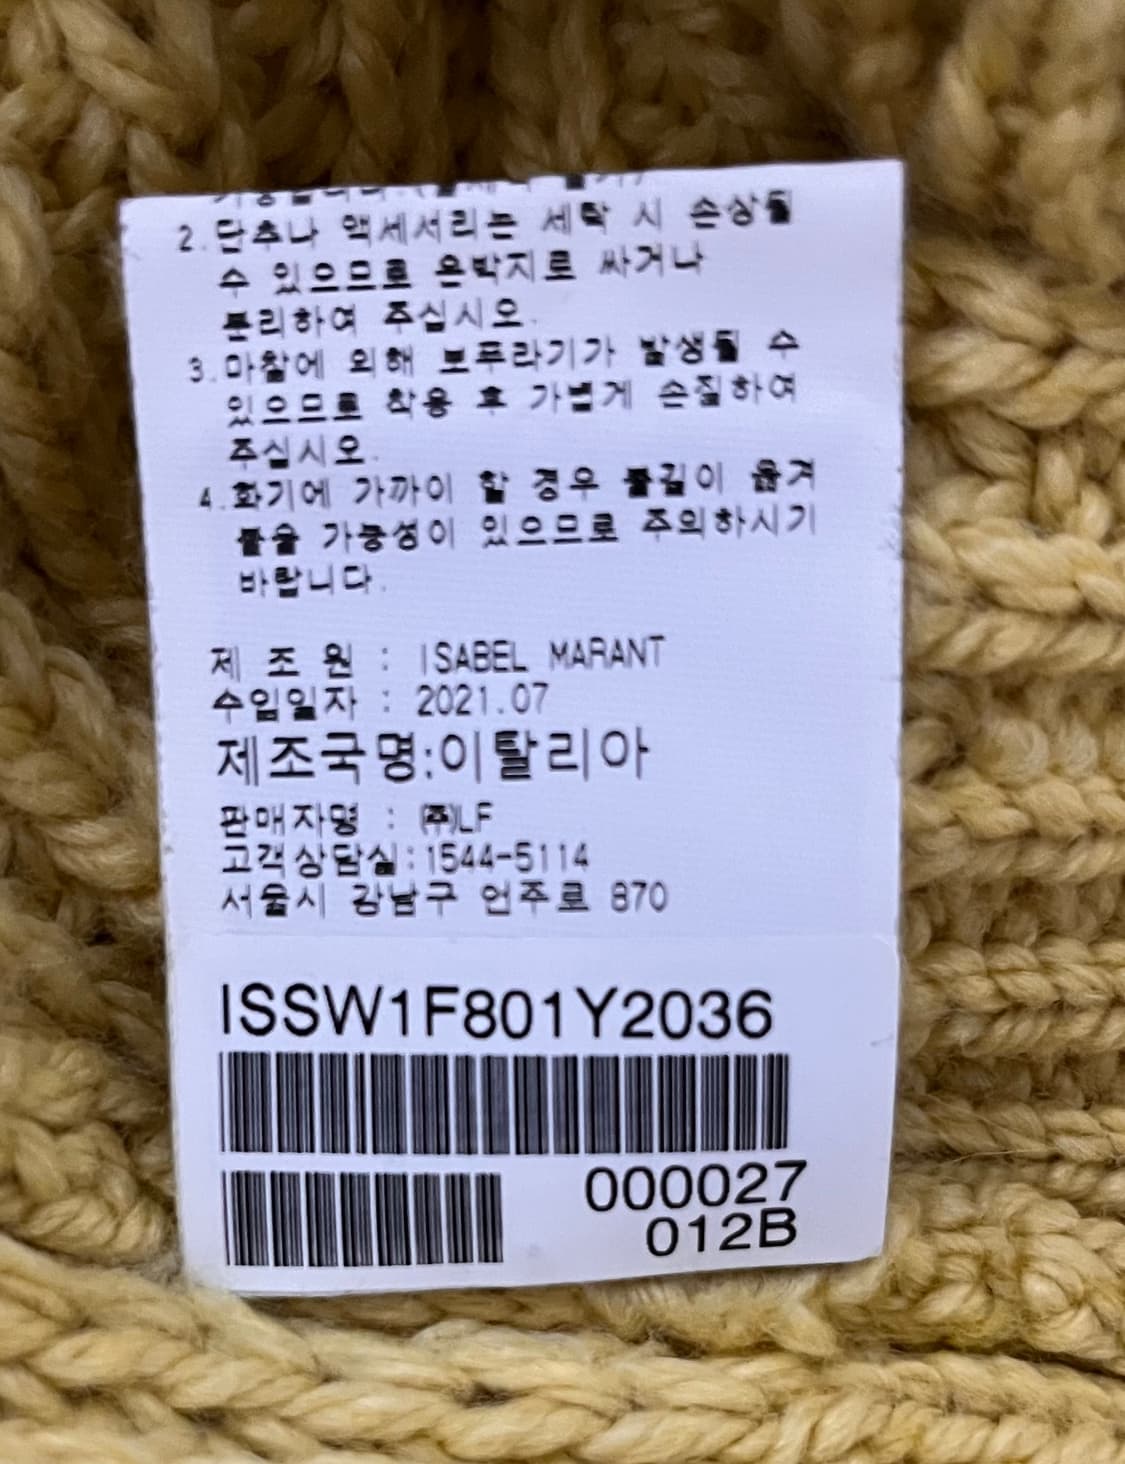 2.단추나 액세서리는 세탁 시 손상될
수 있으므로 은박지로 싸거나
분리하여 주십시오.
3.마찰에 의해 보푸라기가 발생될 수
있으므로 착용 후 가볍게 손질하여
주십시오.
4.화기에 가까이 할 경우 불길이 옮겨
붙을 가능성이 있으므로 주의하시기
바랍니다.
제 조 원 : ISABEL MARANT
수입일자 : 2021.07
제조국명:이탈리아
판매자명 : ㈜LF
고객상담실:1544-5114
서울시 강남구 언주로 870
ISSW1F801Y2036
000027
012B